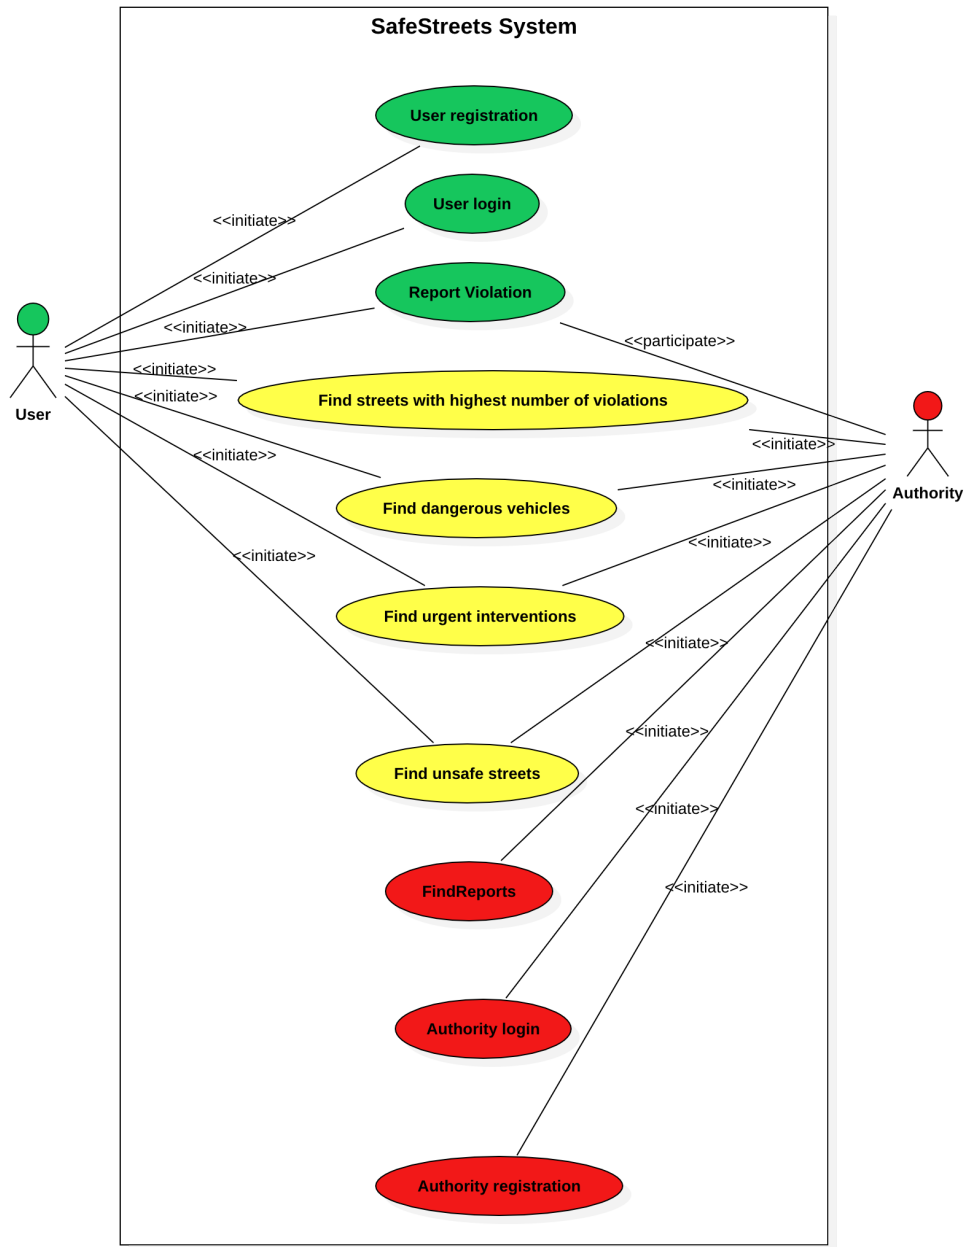 SafeStreets System
User registration
<<initiate>>
User login
<<initiate>>
Report Violation
<<initiate>>
<<participate>>
<<initiate>>
Find streets with highest number of violations
<<initiate>>
User
<<initiate>>
<<initiate>>
<<initiate>>
Authority
Find dangerous vehicles
<<initiate>>
<<initiate>>
Find urgent interventions
<<initiate>>
<<initiate>>
Find unsafe streets
<<initiate>>
FindReports
<<initiate>>
Authority login
Authority registration